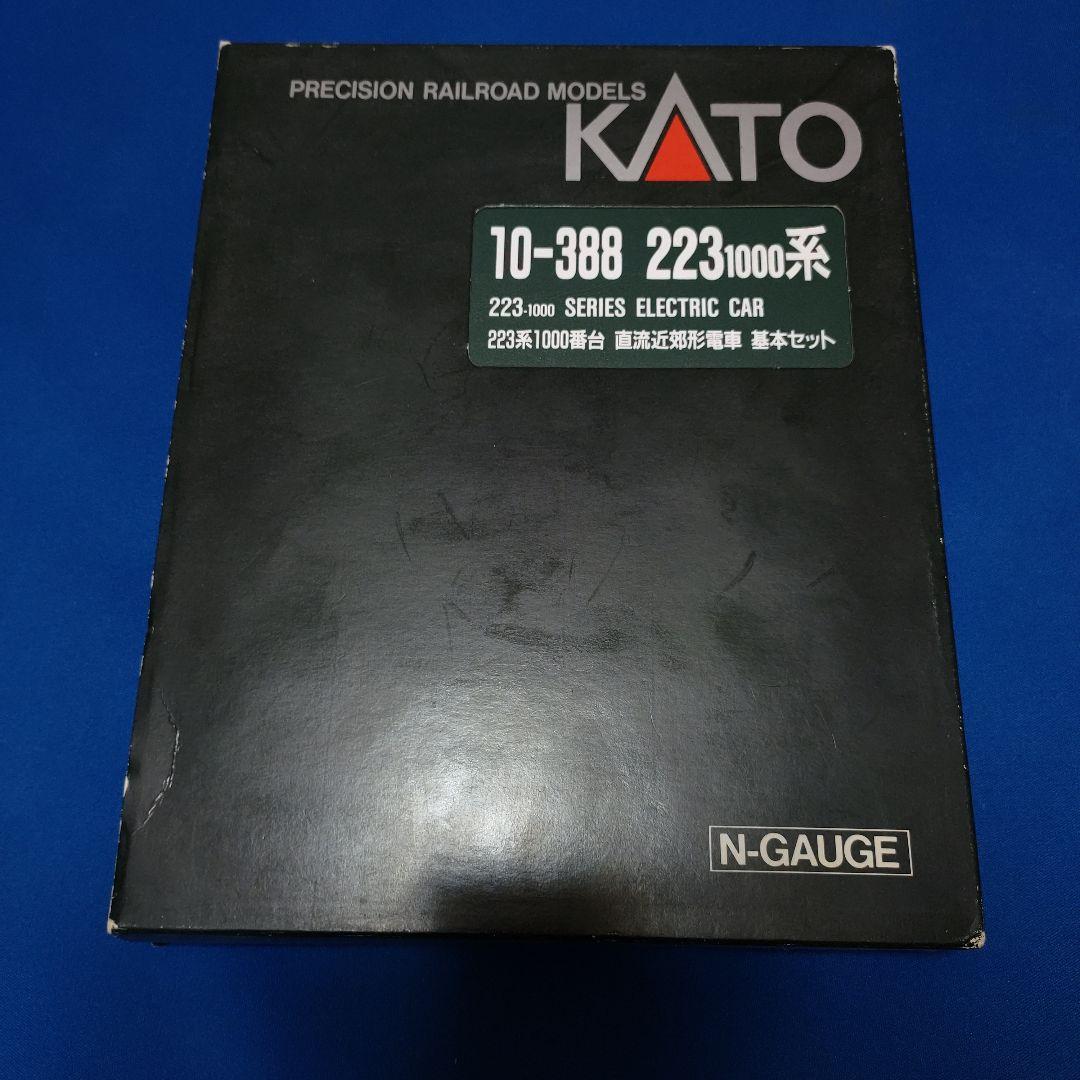 PRECISION RAILROAD MODELS
KATO
10-388 2231000系
223-1000 SERIES ELECTRIC CAR
223系1000番台 直流近郊形電車 基本セット
N-GAUGE